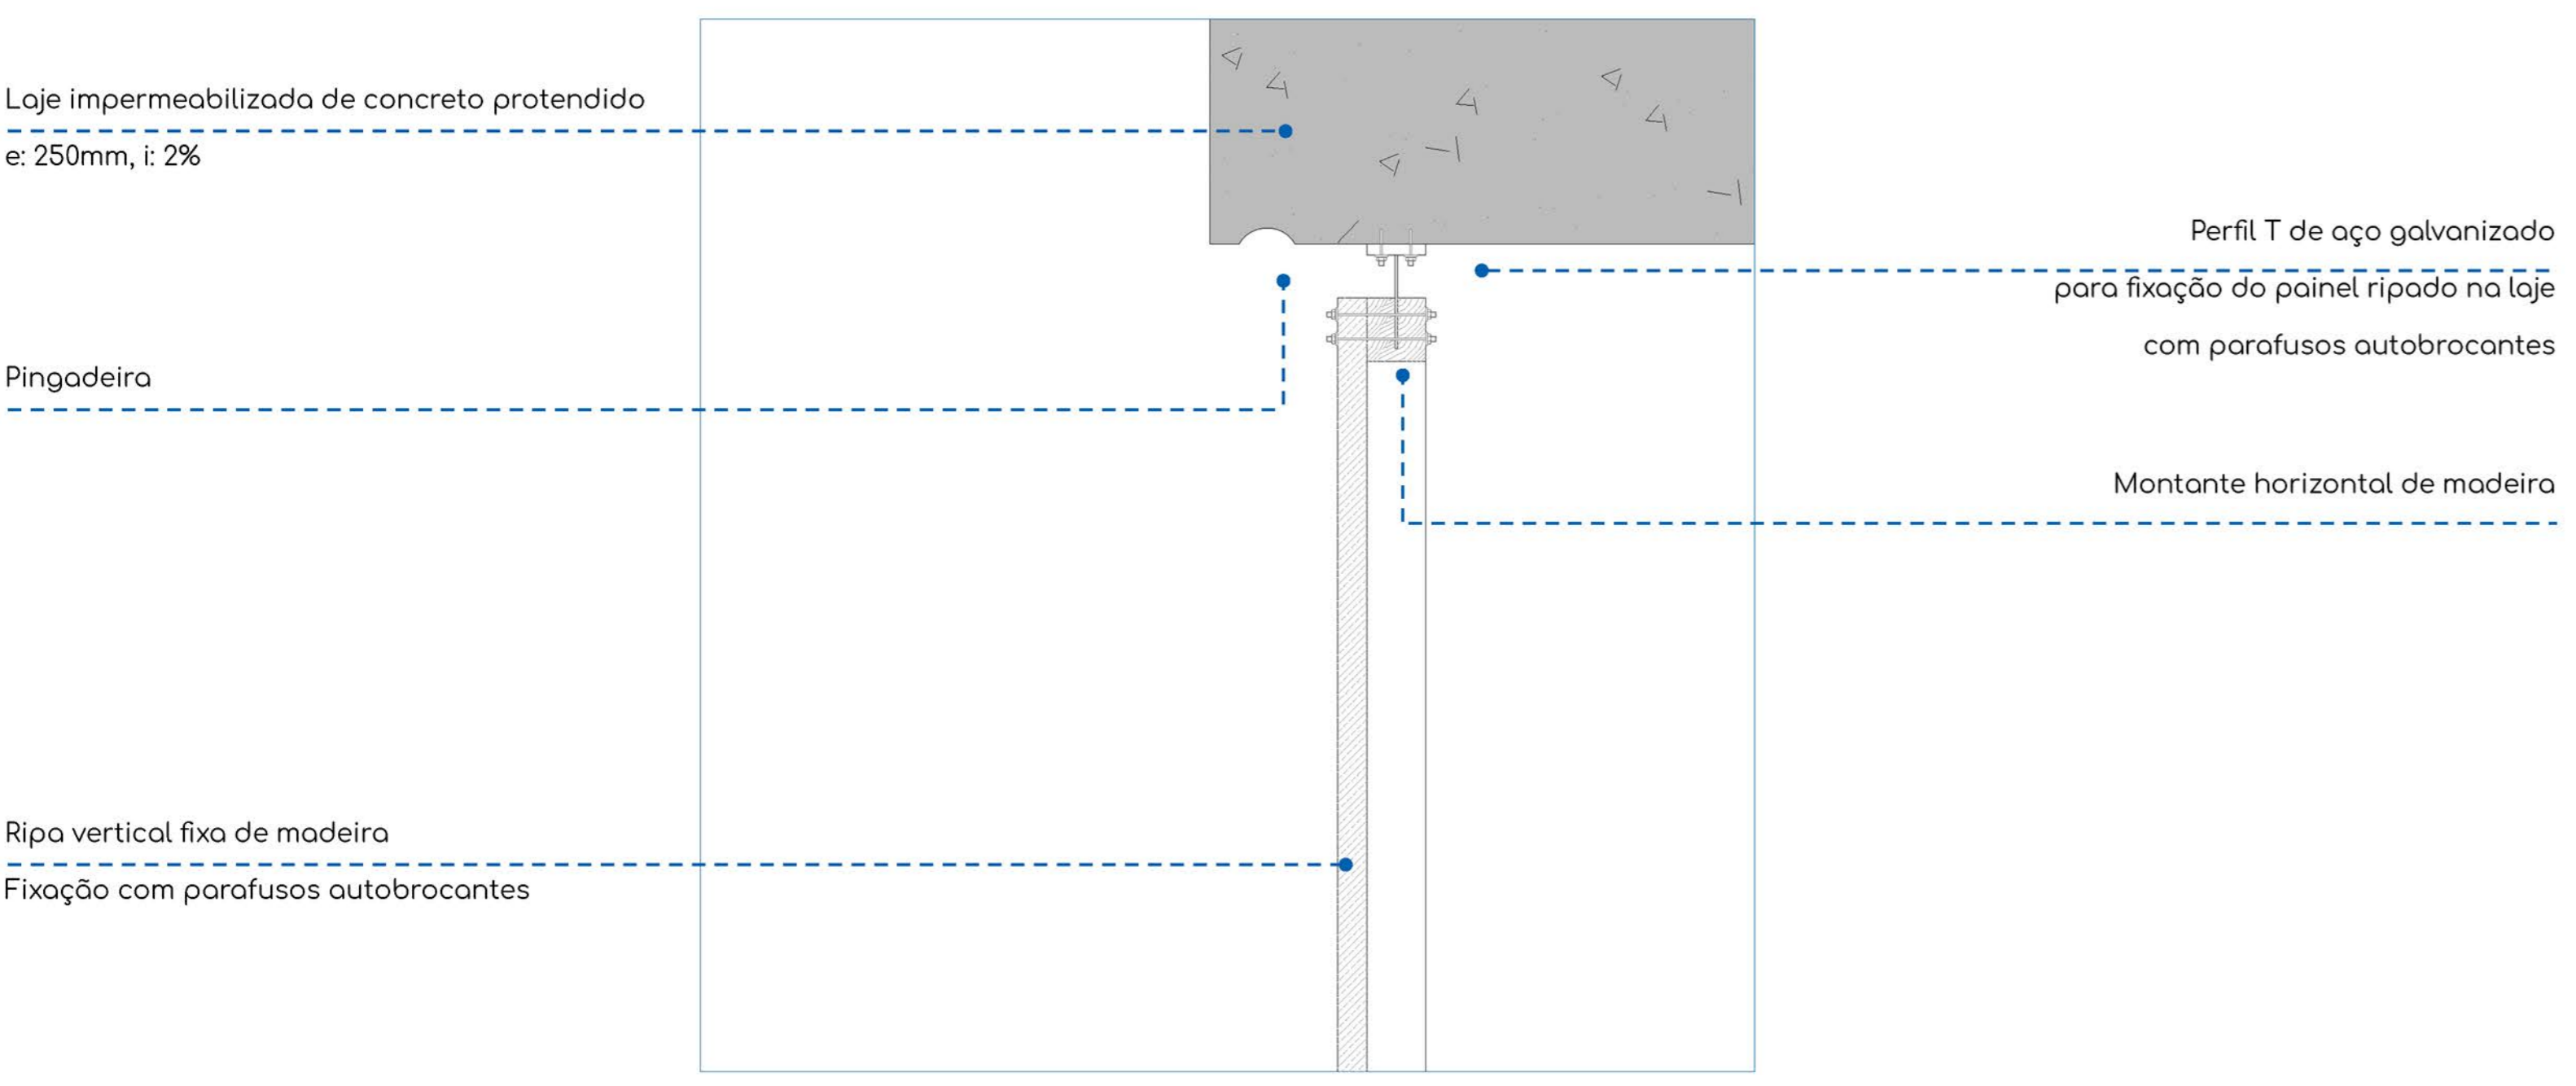 Laje impermeabilizada de concreto protendido
e: 250mm, i: 2%
Perfil T de aço galvanizado
para fixação do painel ripado na laje
com parafusos autobrocantes
Pingadeira
Montante horizontal de madeira
Ripa vertical fixa de madeira
Fixação com parafusos autobrocantes